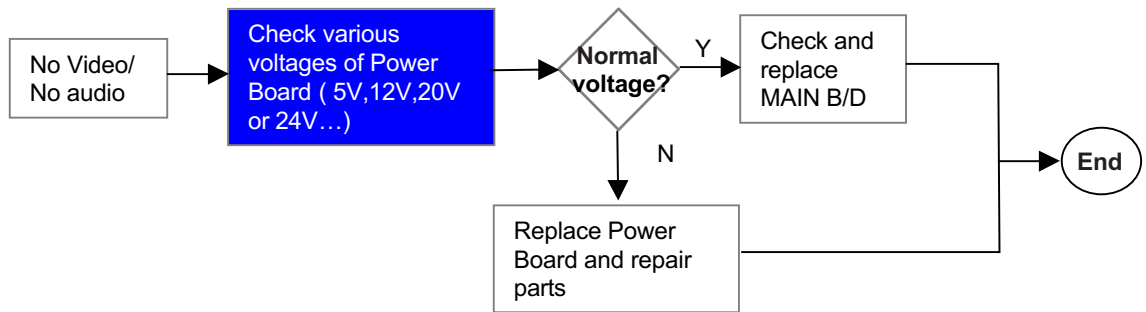 No Video/
No audio
Check various
voltages of Power
Board ( 5V,12V,20V
or 24V…)
Normal
voltage?
Y
Check and
replace
MAIN B/D
N
Replace Power
Board and repair
parts
End